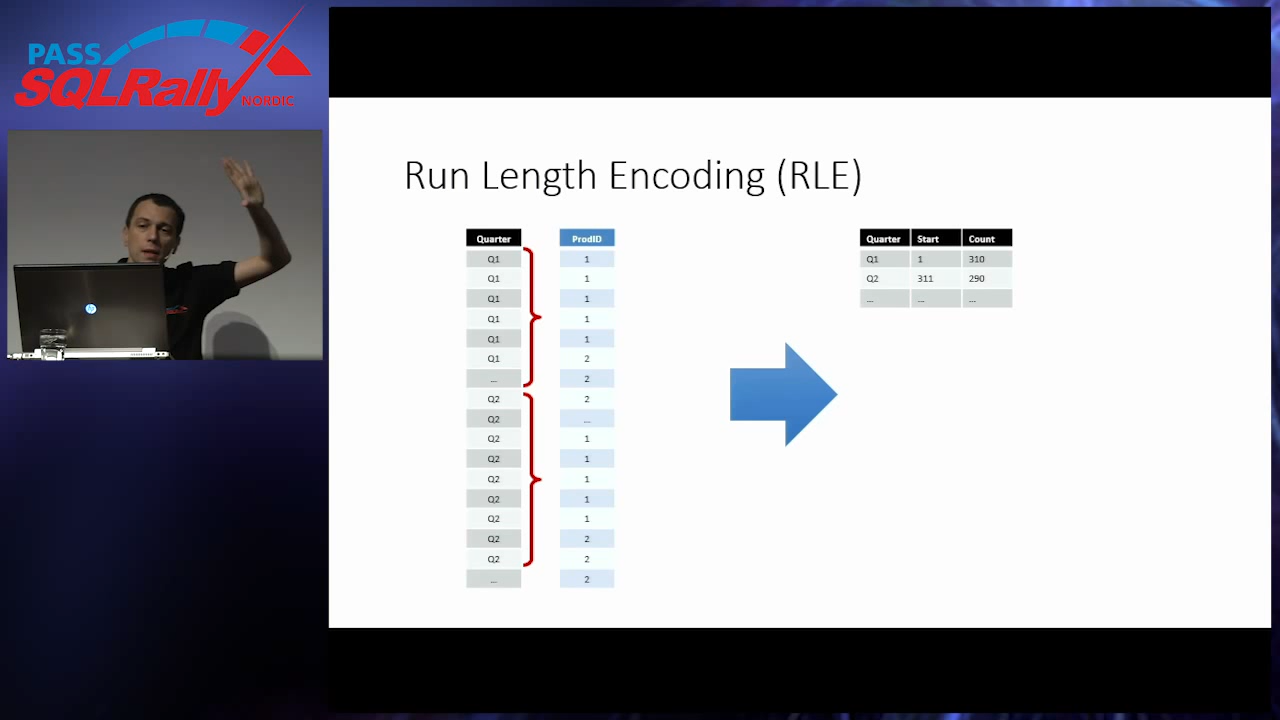 PASS
SQLRally
NORDIC
Run Length Encoding (RLE)
Quarter
Q1
Q1
Q1
Q1
Q1
Q1
...
Q2
Q2
Q2
Q2
Q2
Q2
Q2
Q2
Q2
...
ProdID
1
1
1
1
1
2
2
2
...
1
1
1
1
1
2
2
2
Quarter Start Count
Q1 1 310
Q2 311 290
... ... ...